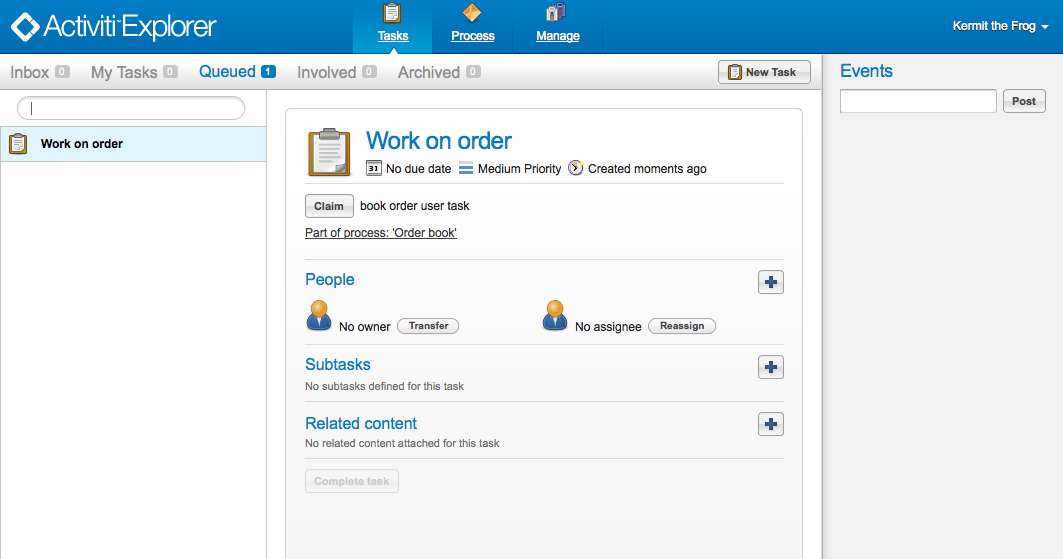 Activiti Explorer
Tasks
Process
Manage
Kermit the Frog
Inbox 0
My Tasks 0
Queued 1
Involved 0
Archived 0
New Task
Events
Post
Work on order
Work on order
31 No due date
Medium Priority
Created moments ago
Claim
book order user task
Part of process: 'Order book'
People
No owner
Transfer
No assignee
Reassign
Subtasks
No subtasks defined for this task
Related content
No related content attached for this task
Complete task